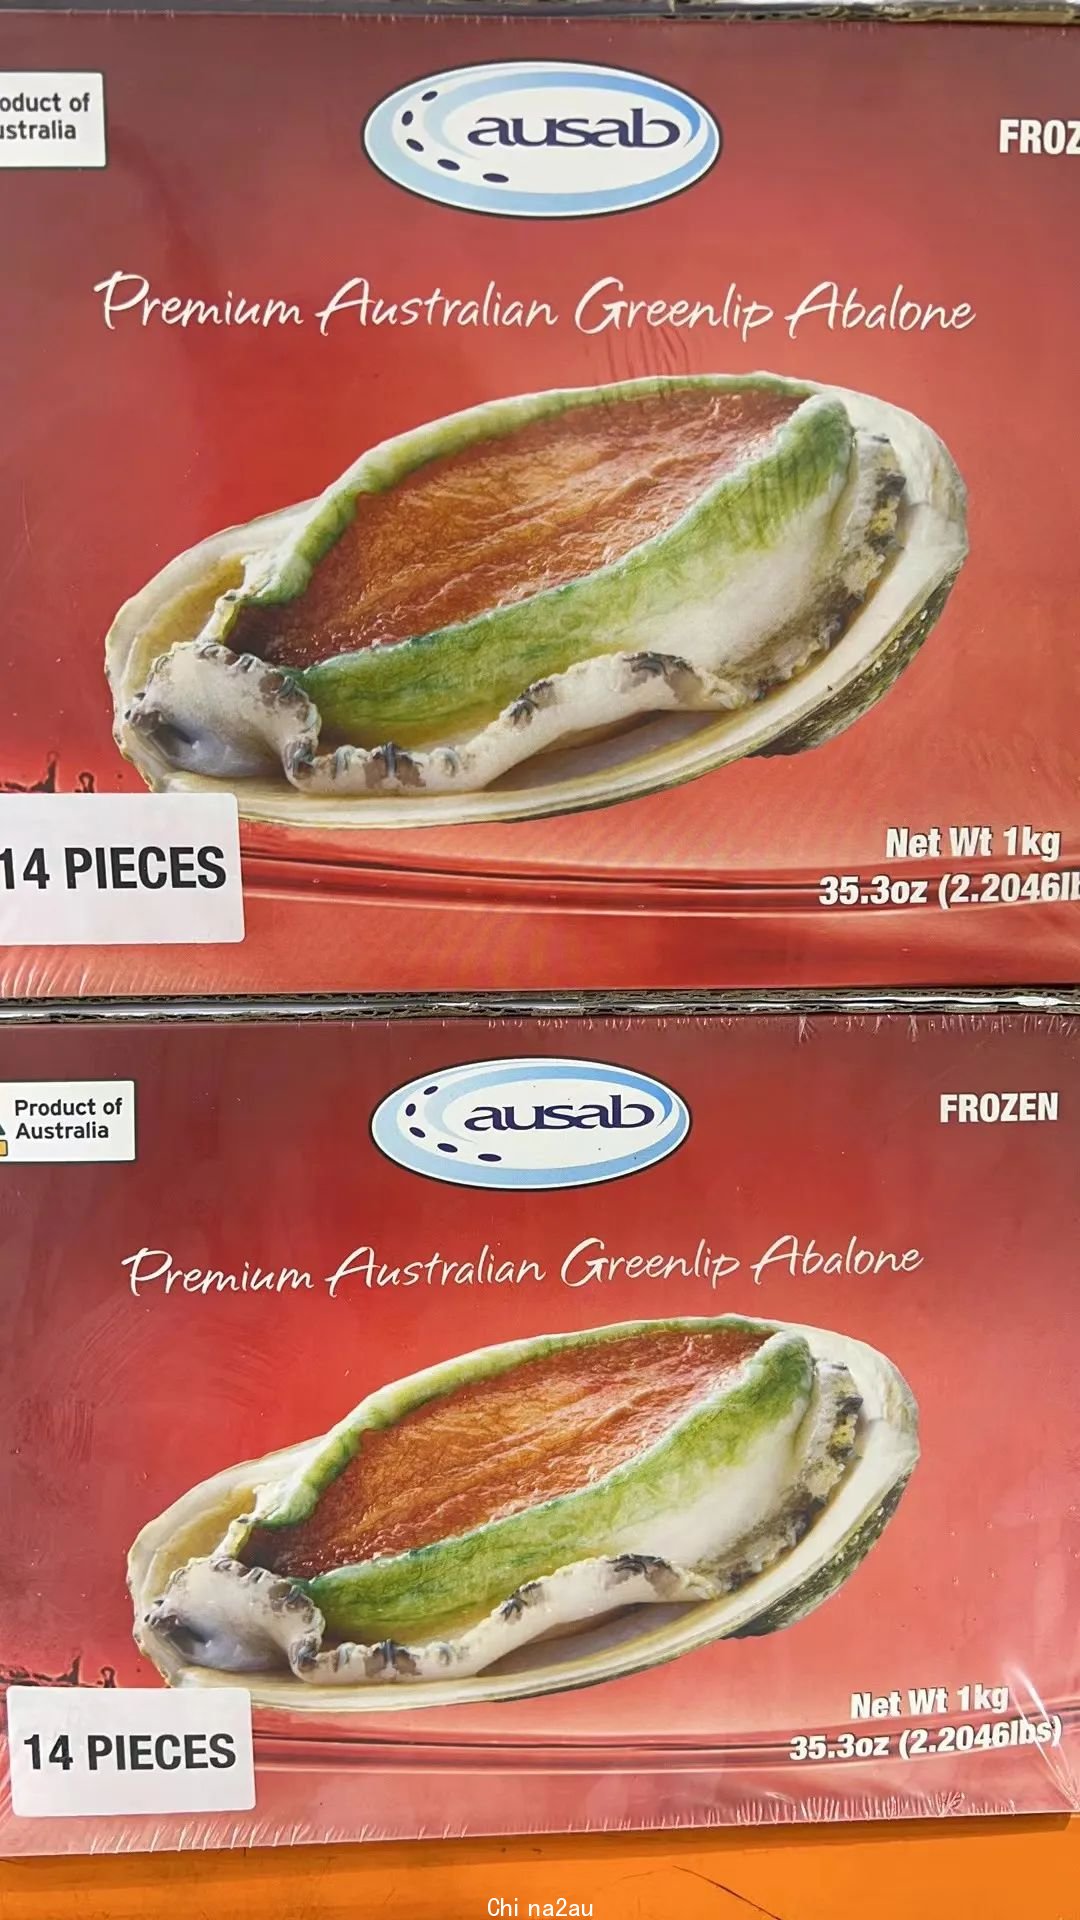 oduct of
ustralia
ausab
FROZ
Premium Australian Greenlip Abalone
14 PIECES
Net Wt 1kg
35.3oz (2.2046lb
Product of
Australia
ausab
FROZEN
Premium Australian Greenlip Abalone
14 PIECES
Net Wt 1kg
35.3oz (2.2046lbs)
Chi na2au